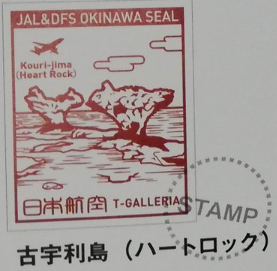 JAL&DFS OKINAWA SEAL
Kouri-jima
(Heart Rock)
日本航空 T-GALLERIA
STAMP
古宇利島 (ハートロック)